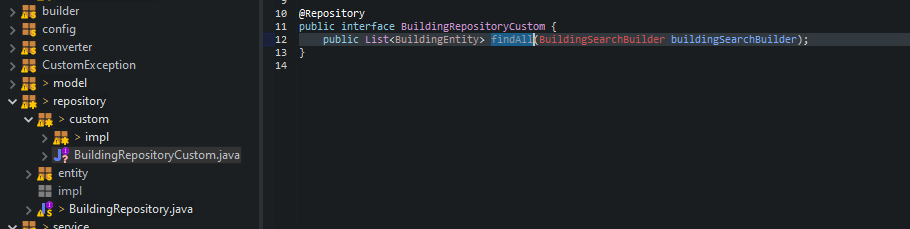 builder
config
converter
CustomException
> model
> repository
> custom
> impl
BuildingRepositoryCustom.java
entity
impl
> BuildingRepository.java
> service
10 @Repository
11 public interface BuildingRepositoryCustom {
12 public List<BuildingEntity> findAll(BuildingSearchBuilder buildingSearchBuilder);
13 }
14